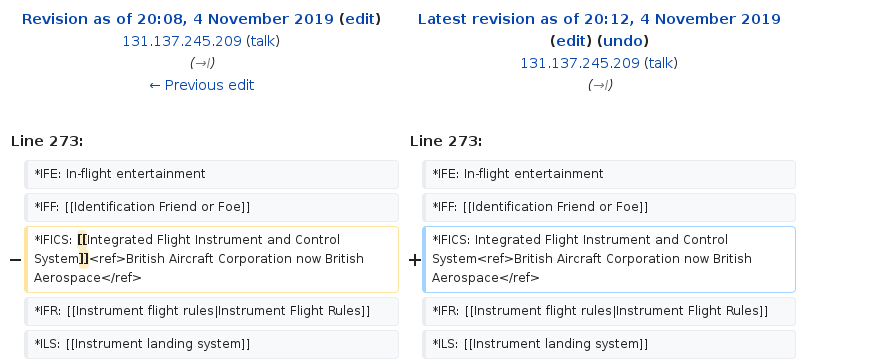 Revision as of 20:08, 4 November 2019 (edit)
131.137.245.209 (talk)
(→I)
← Previous edit
Latest revision as of 20:12, 4 November 2019
(edit) (undo)
131.137.245.209 (talk)
(→I)
Line 273:
Line 273:
*IFE: In-flight entertainment
*IFE: In-flight entertainment
*IFF: [[Identification Friend or Foe]]
*IFF: [[Identification Friend or Foe]]
− *IFICS: [[Integrated Flight Instrument and Control
System]]<ref>British Aircraft Corporation now British
Aerospace</ref>
+ *IFICS: Integrated Flight Instrument and Control
System<ref>British Aircraft Corporation now British
Aerospace</ref>
*IFR: [[Instrument flight rules|Instrument Flight Rules]]
*IFR: [[Instrument flight rules|Instrument Flight Rules]]
*ILS: [[Instrument landing system]]
*ILS: [[Instrument landing system]]